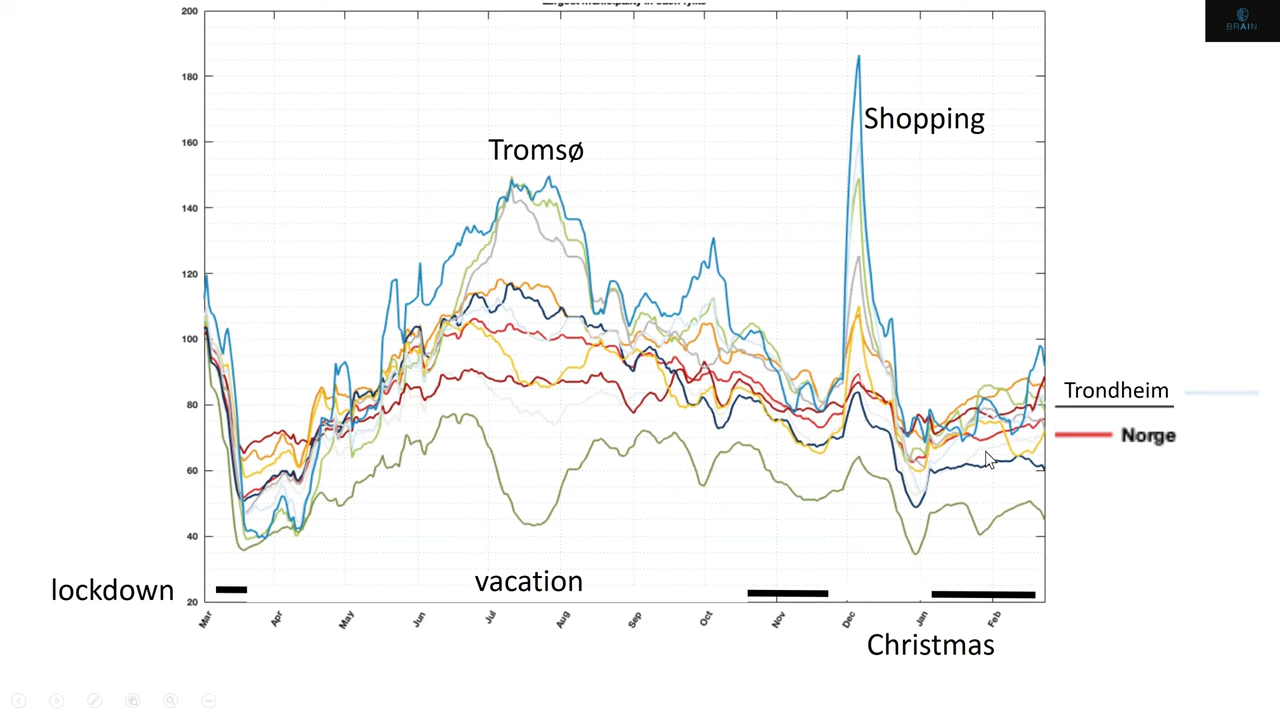 BRAIN
200
180
160
140
120
100
80
60
40
20
Shopping
Tromsø
Trondheim
Norge
lockdown
vacation
Mar
Apr
May
Jun
Jul
Aug
Sep
Oct
Nov
Dec
Jan
Feb
Christmas